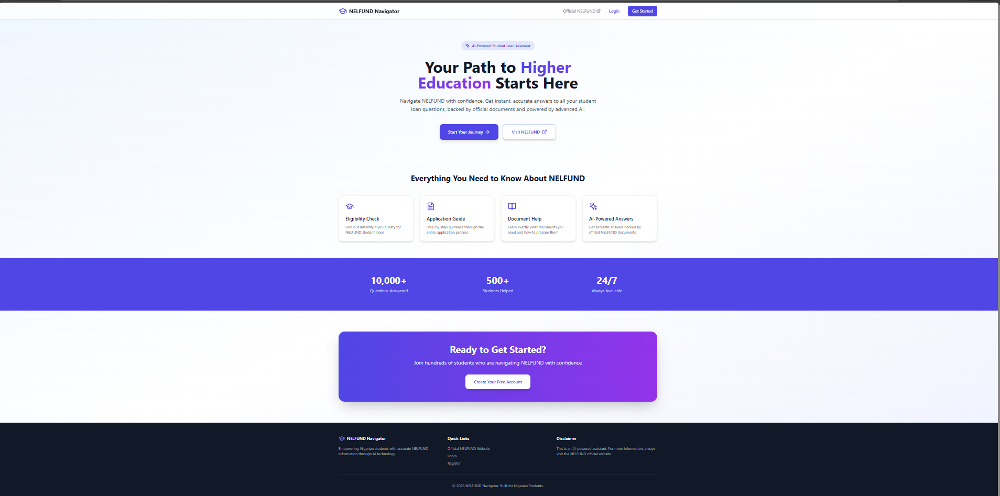 NELFUND Navigator
Official NELFUND
Login
Get Started
AI-Powered Student Loan Assistant
Your Path to Higher
Education Starts Here
Navigate NELFUND with confidence. Get instant, accurate answers to all your student
loan questions, backed by official documents and powered by advanced AI.
Start Your Journey
Visit NELFUND
Everything You Need to Know About NELFUND
Eligibility Check
Find out instantly if you qualify for
NELFUND student loans
Application Guide
Step-by-step guidance through the
entire application process
Document Help
Learn exactly what documents you
need and how to prepare them
AI-Powered Answers
Get accurate answers backed by
official NELFUND documents
10,000+
Questions Answered
500+
Students Helped
24/7
Always Available
Ready to Get Started?
Join hundreds of students who are navigating NELFUND with confidence
Create Your Free Account
NELFUND Navigator
Empowering Nigerian students with accurate NELFUND
information through AI technology.
Quick Links
Official NELFUND Website
Login
Register
Disclaimer
This is an AI-powered assistant. For more information, always
visit the NELFUND official website .
© 2026 NELFUND Navigator. Built for Nigerian Students.